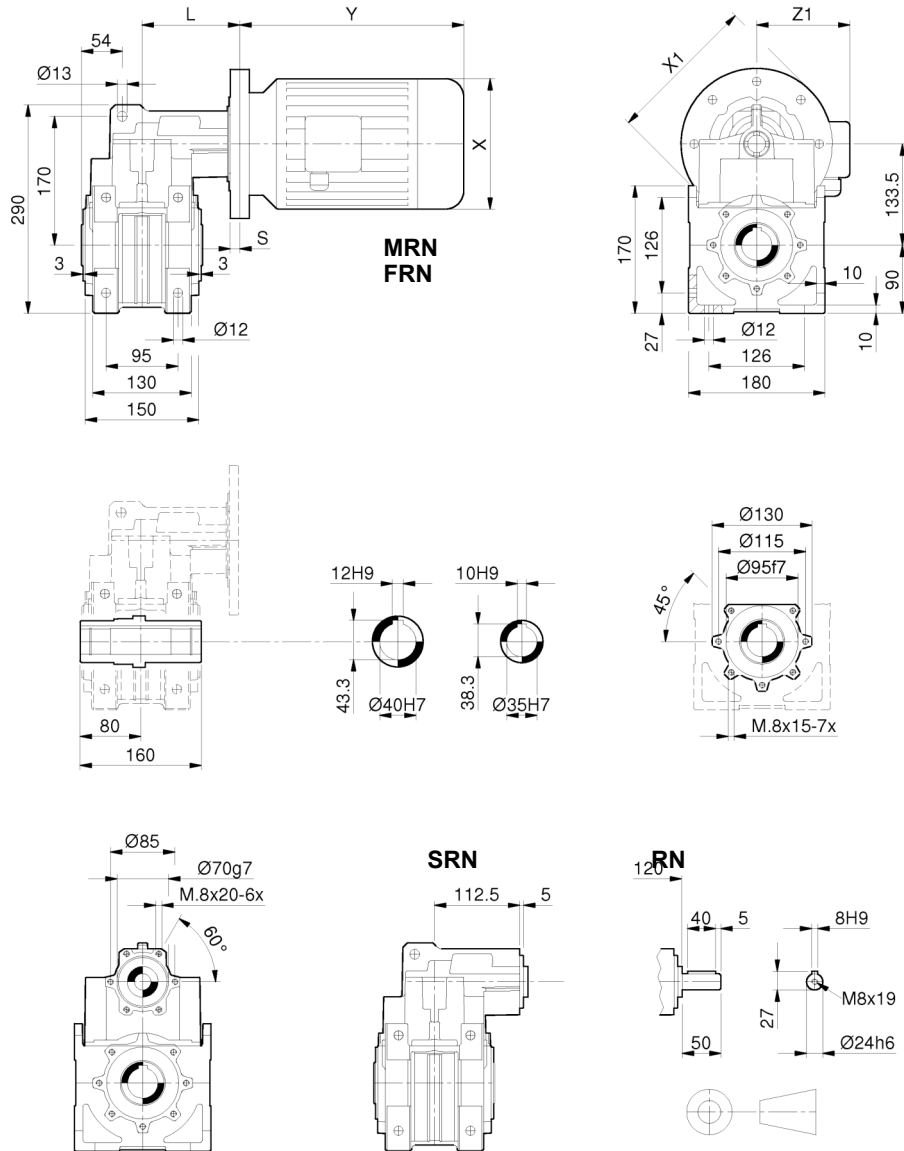 L
Y
54
Ø13
170
290
X
S
3
3
Ø12
95
130
150
MRN
FRN
Z1
X1
133.5
90
170
126
27
10
10
Ø12
126
180
80
160
12H9
43.3
Ø40H7
10H9
38.3
Ø35H7
Ø130
Ø115
Ø95f7
45°
M.8x15-7x
Ø85
Ø70g7
M.8x20-6x
60°
SRN
112.5
5
RN
120
40
5
8H9
27
50
M8x19
Ø24h6